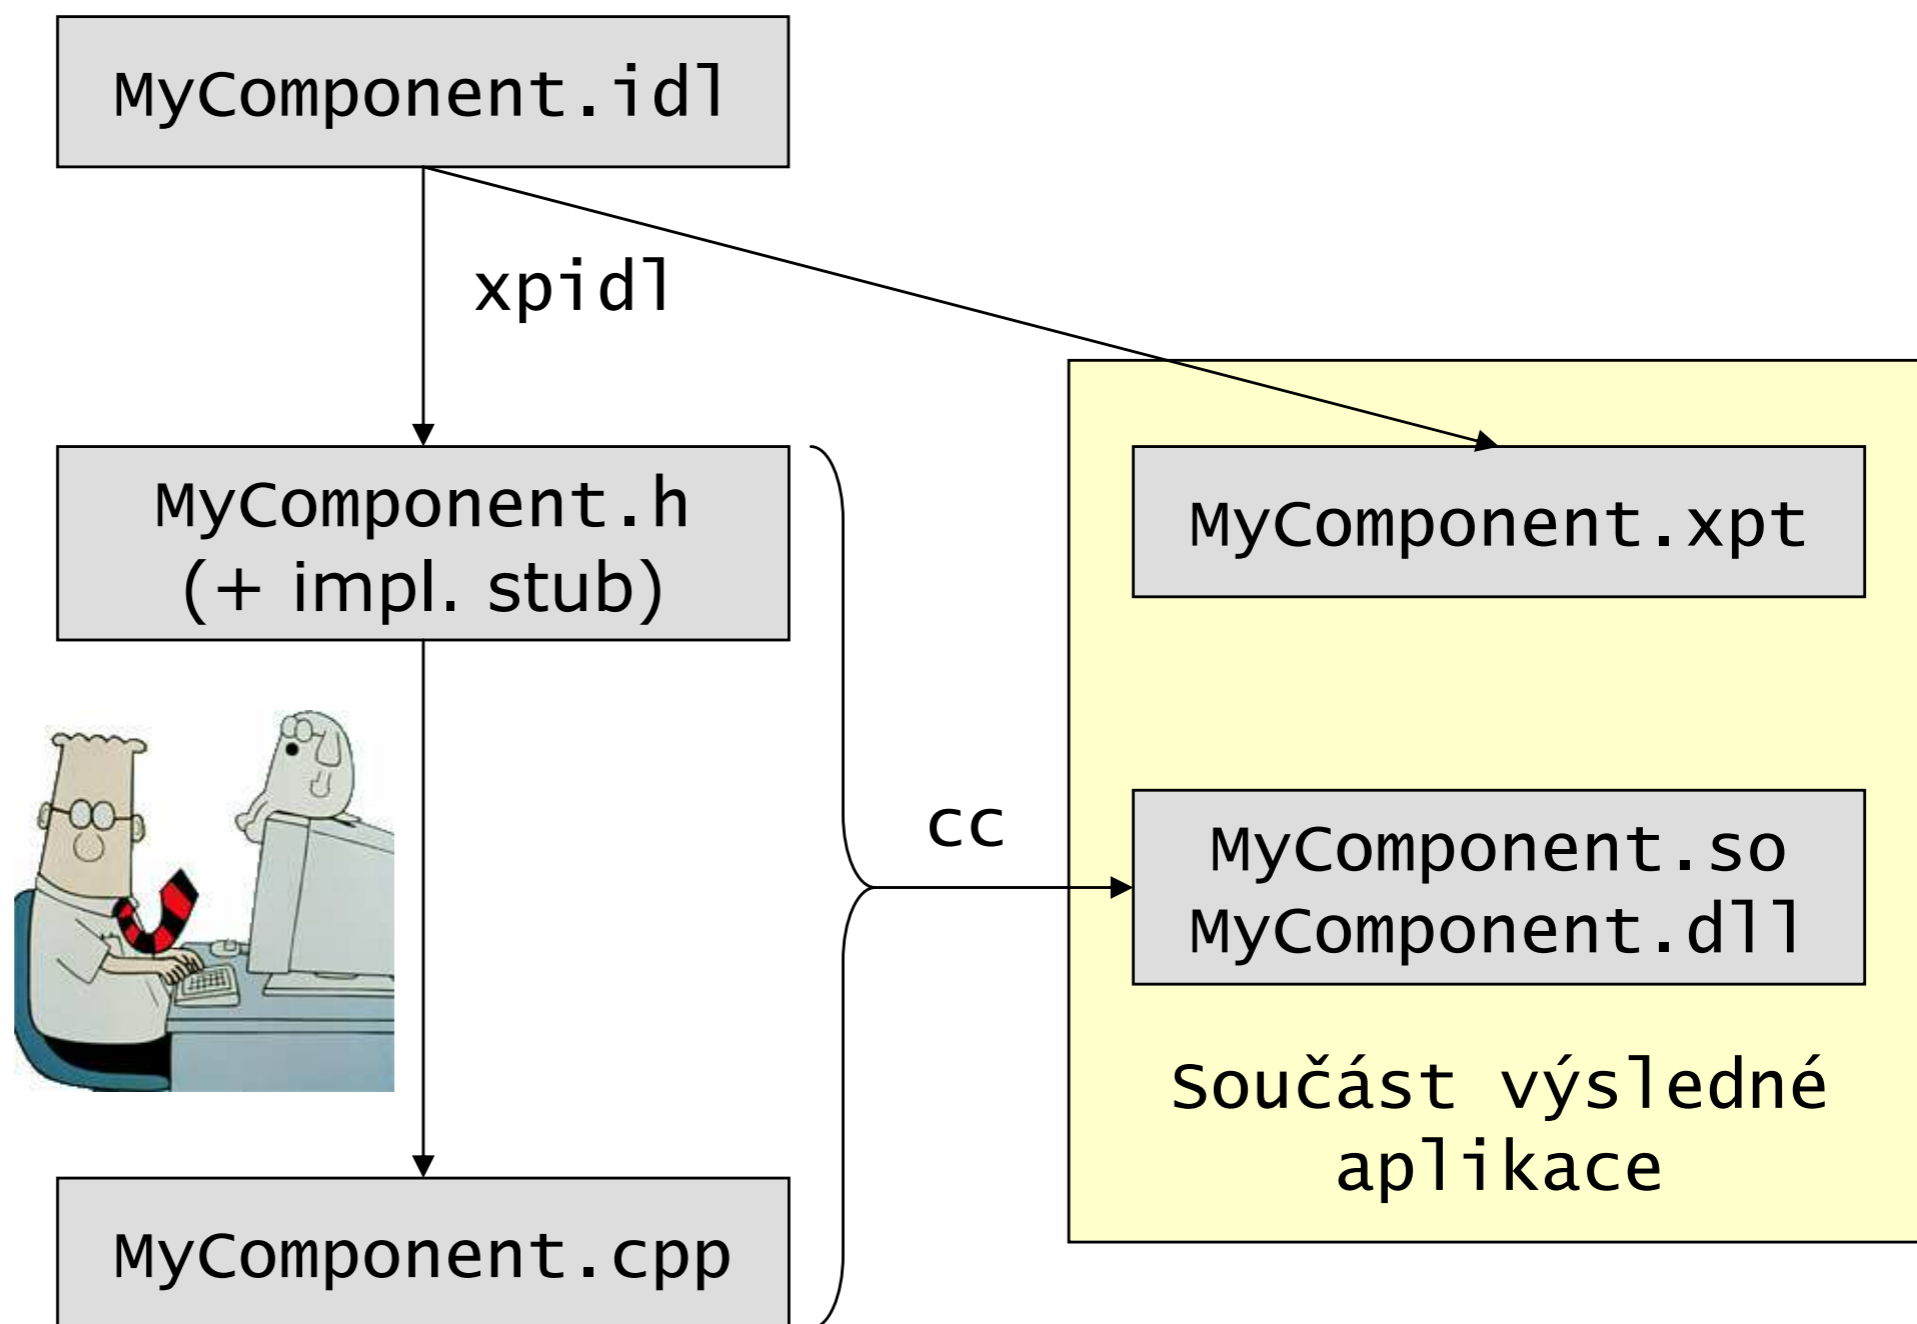 MyComponent.idl
xpidl
MyComponent.h
(+ impl. stub)
MyComponent.xpt
cc
MyComponent.so
MyComponent.dll
Součást výsledné
aplikace
MyComponent.cpp